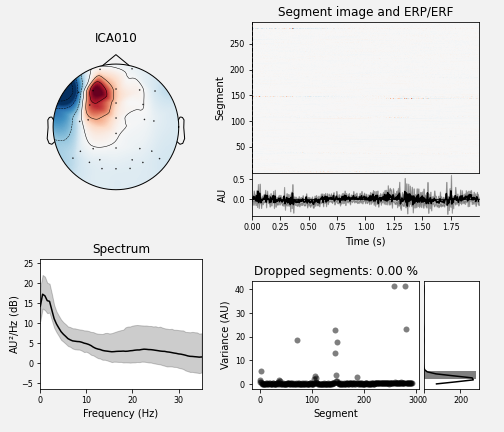 ICA010
Segment image and ERP/ERF
Segment
250
200
150
100
50
AU
0.5
0.0
0.00 0.25 0.50 0.75 1.00 1.25 1.50 1.75
Time (s)
Spectrum
AU²/Hz (dB)
25
20
15
10
5
0
−5
0 10 20 30
Frequency (Hz)
Dropped segments: 0.00 %
Variance (AU)
40
30
20
10
0
0 100 200 300
Segment
0 200